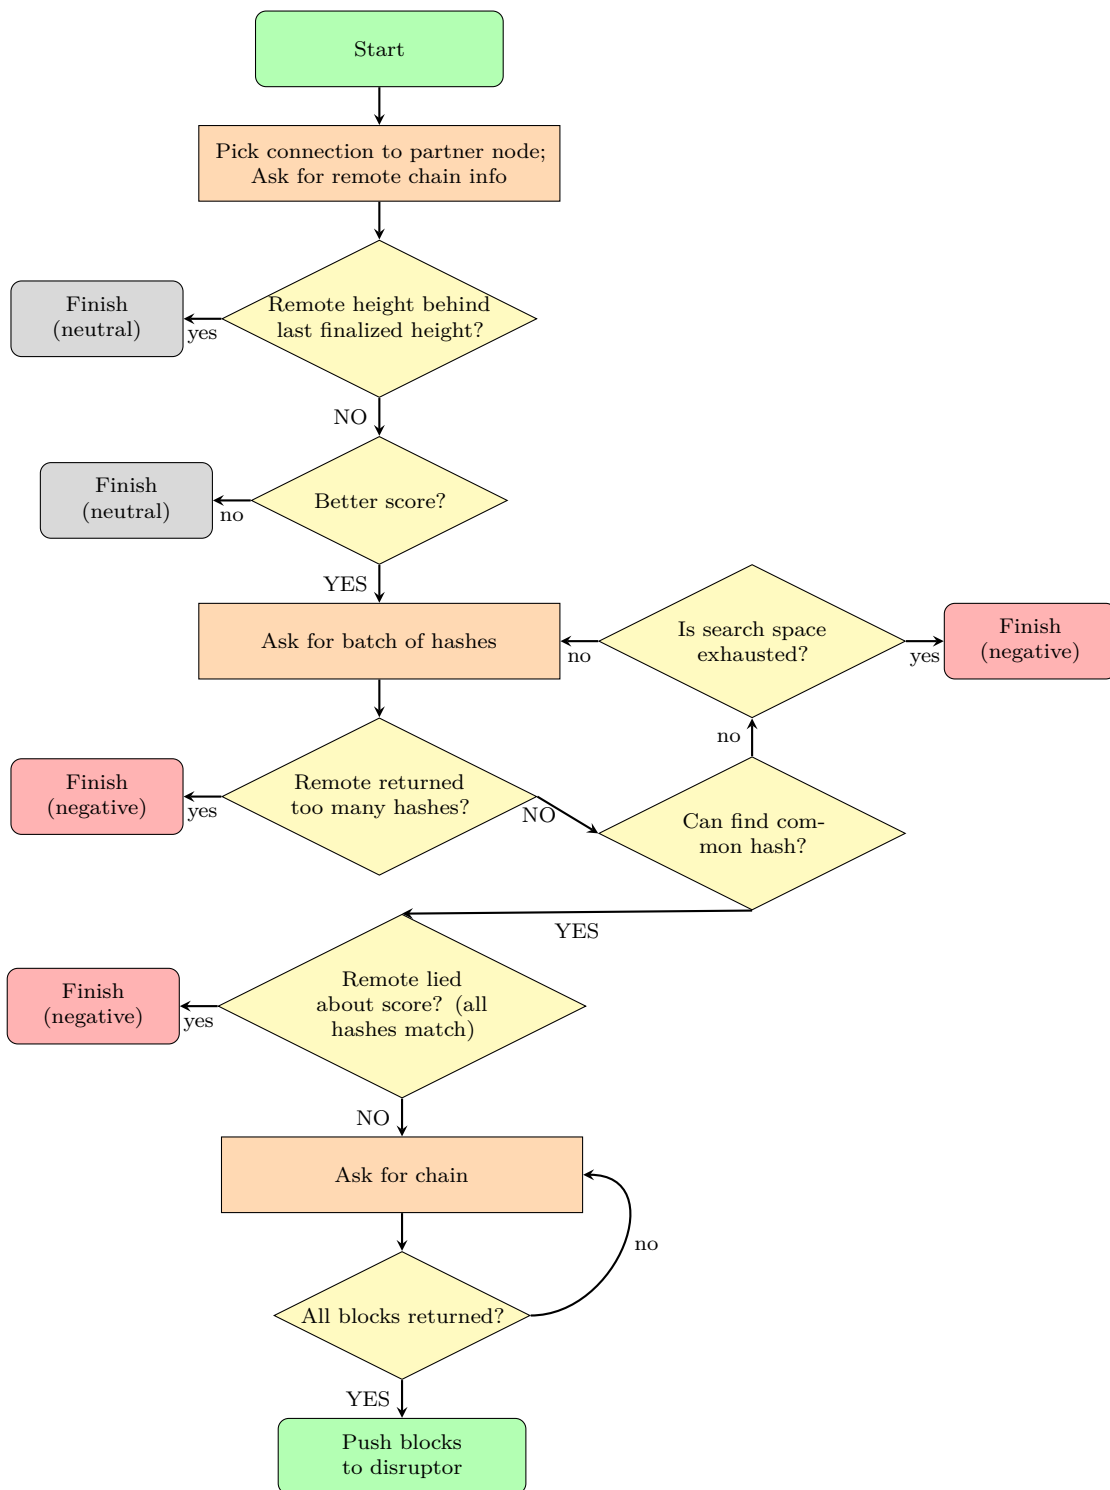 Start
Pick connection to partner node;
Ask for remote chain info
Remote height behind
last finalized height?
Finish
(neutral)
yes
NO
Better score?
Finish
(neutral)
no
YES
Ask for batch of hashes
Is search space
exhausted?
no
yes
Finish
(negative)
Remote returned
too many hashes?
Finish
(negative)
yes
NO
no
Can find com-
mon hash?
YES
Remote lied
about score? (all
hashes match)
Finish
(negative)
yes
NO
Ask for chain
no
All blocks returned?
YES
Push blocks
to disruptor